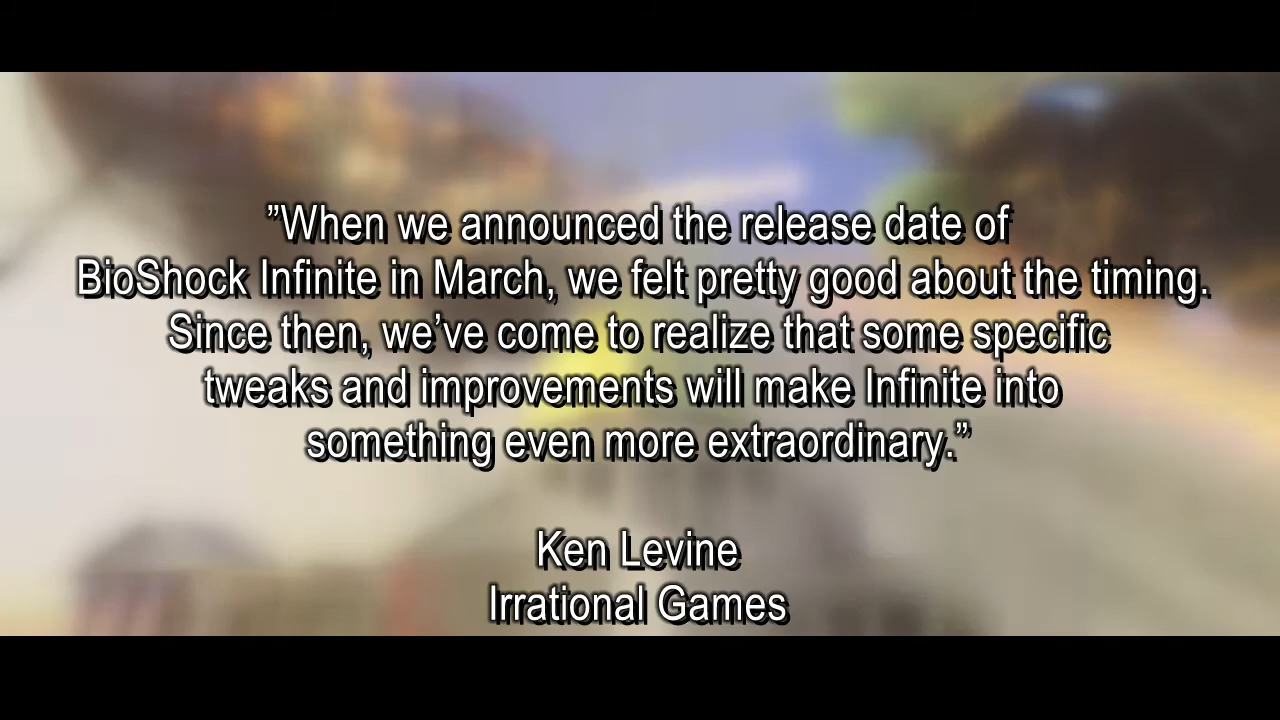 ”When we announced the release date of
BioShock Infinite in March, we felt pretty good about the timing.
Since then, we’ve come to realize that some specific
tweaks and improvements will make Infinite into
something even more extraordinary.”
Ken Levine
Irrational Games